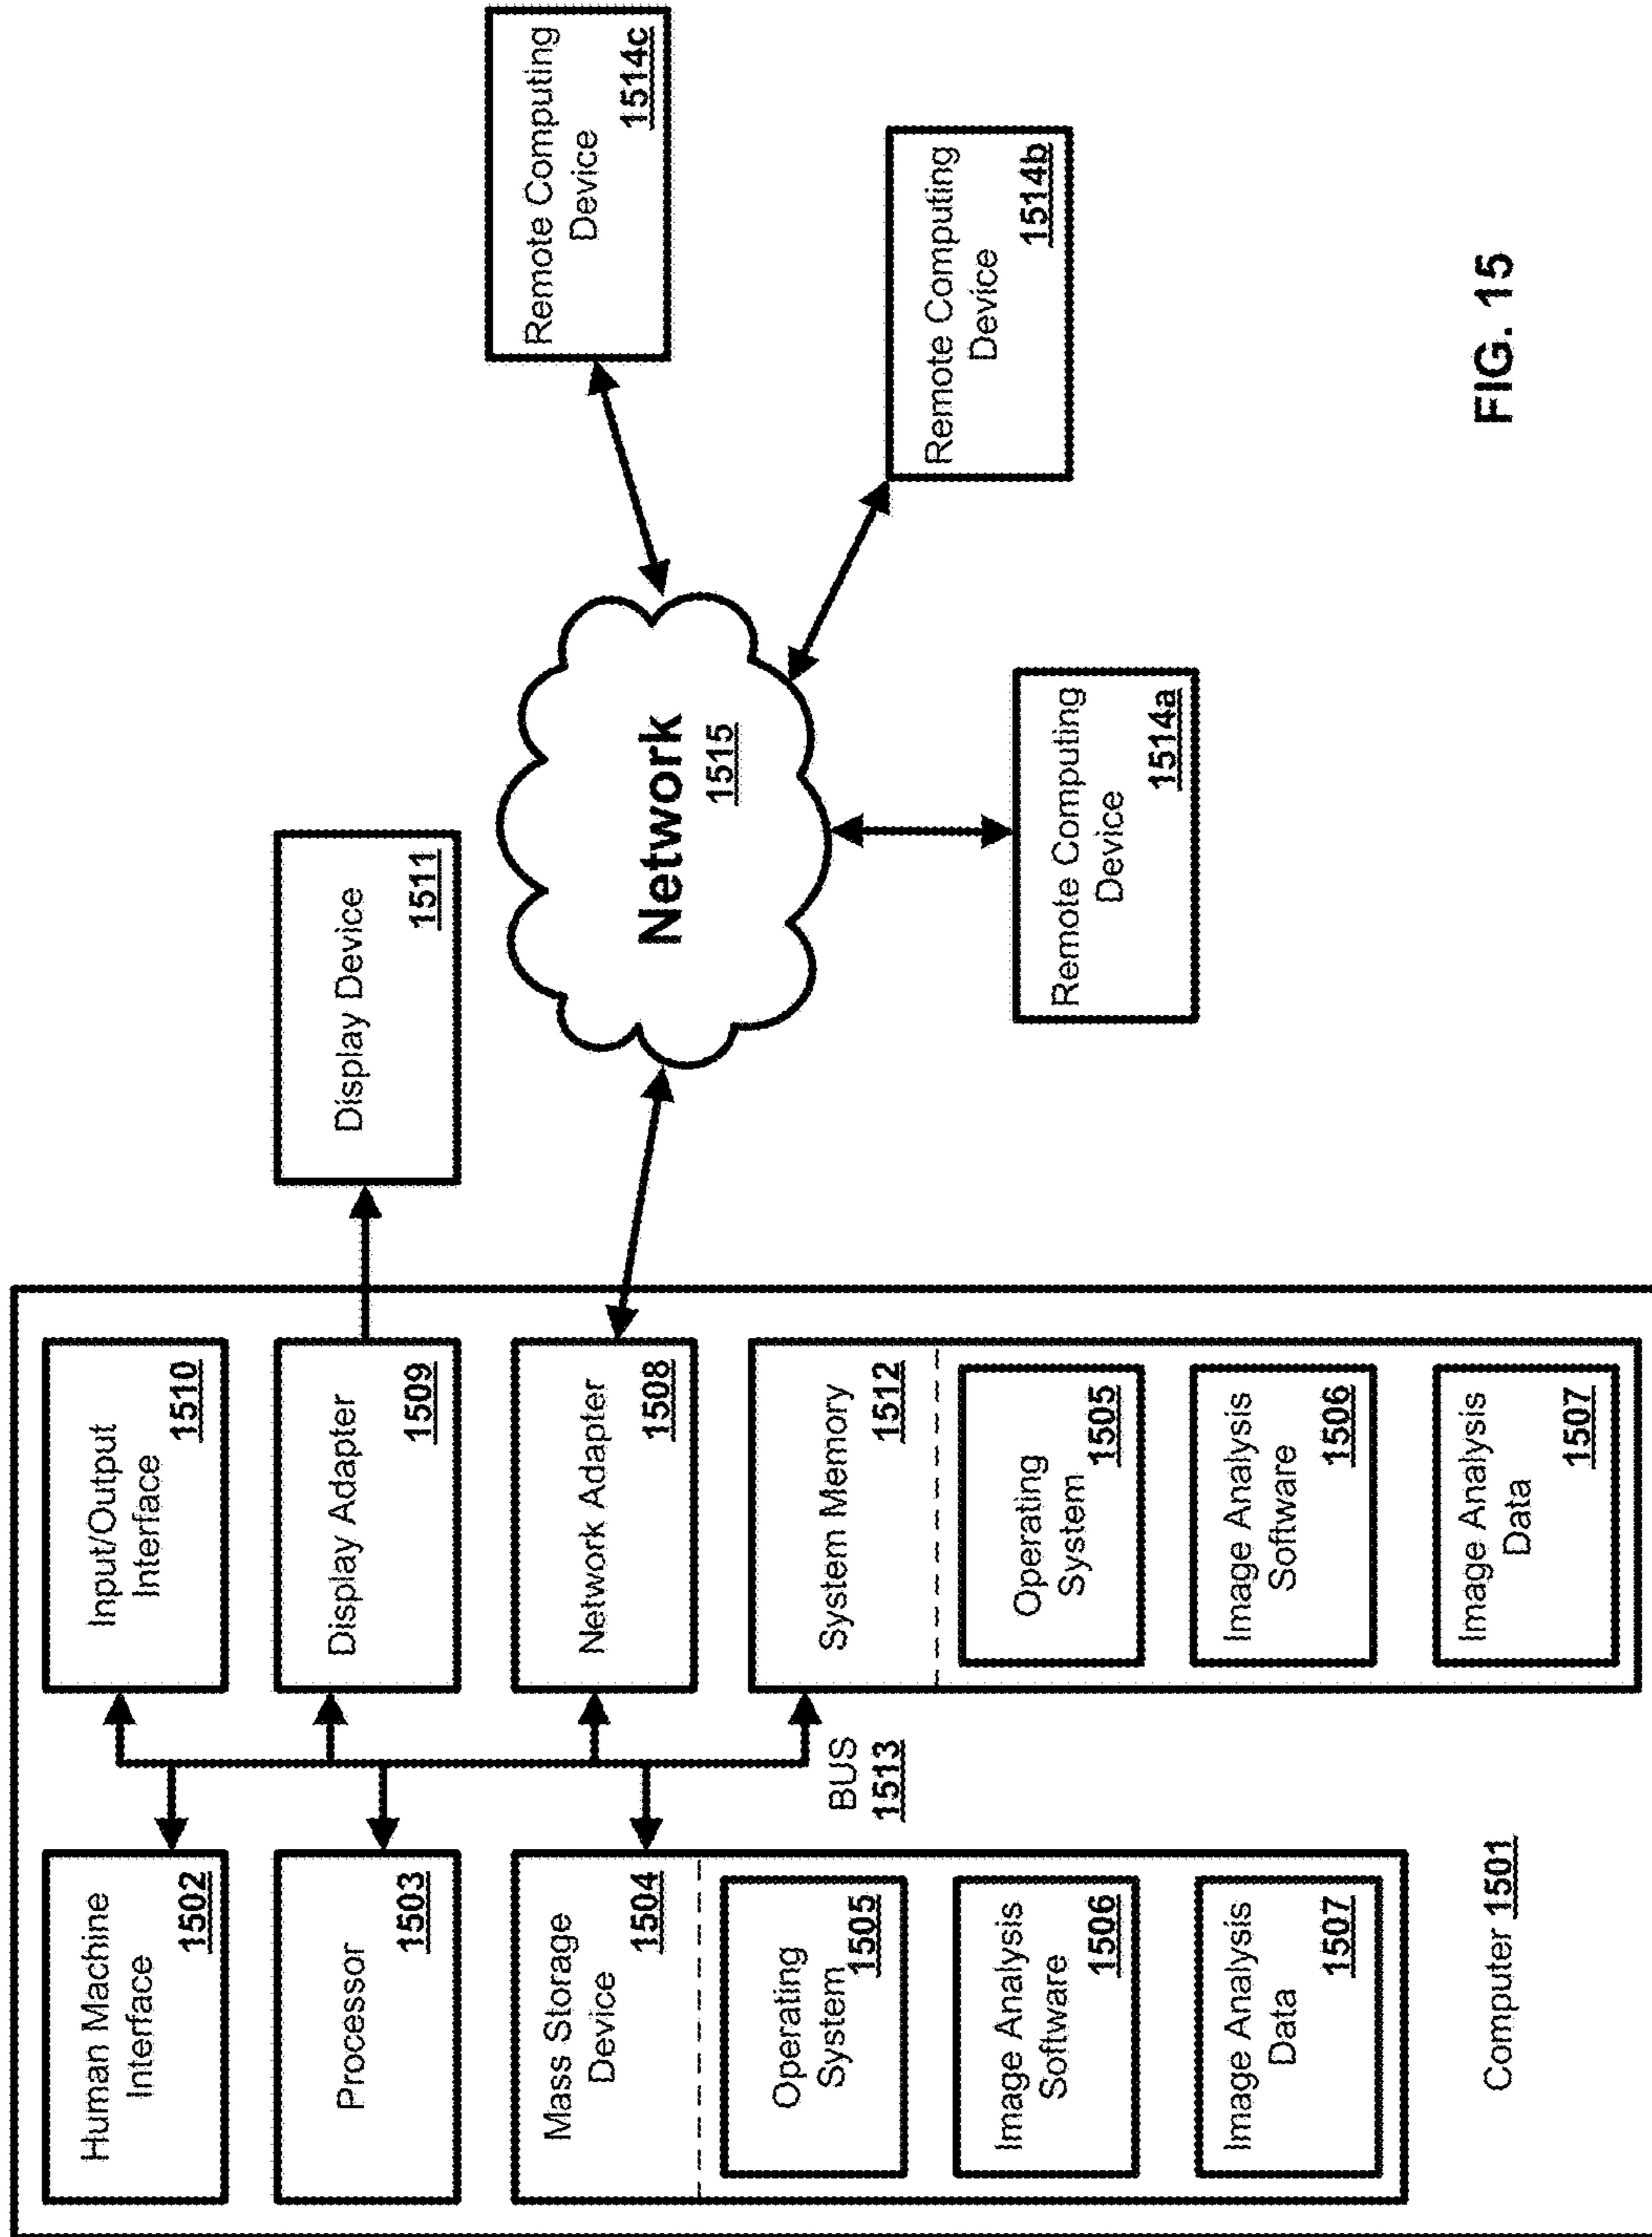 Human Machine
Interface
1502
Processor
1503
Mass Storage
Device
1504
Operating
System
1505
Image Analysis
Software
1506
Image Analysis
Data
1507
Computer 1501
BUS
1513
Input/Output
Interface
1510
Display Adapter
1509
Network Adapter
1508
System Memory
1512
Operating
System
1505
Image Analysis
Software
1506
Image Analysis
Data
1507
Display Device
1511
Network
1515
Remote Computing
Device
1514a
Remote Computing
Device
1514b
Remote Computing
Device
1514c
FIG. 15